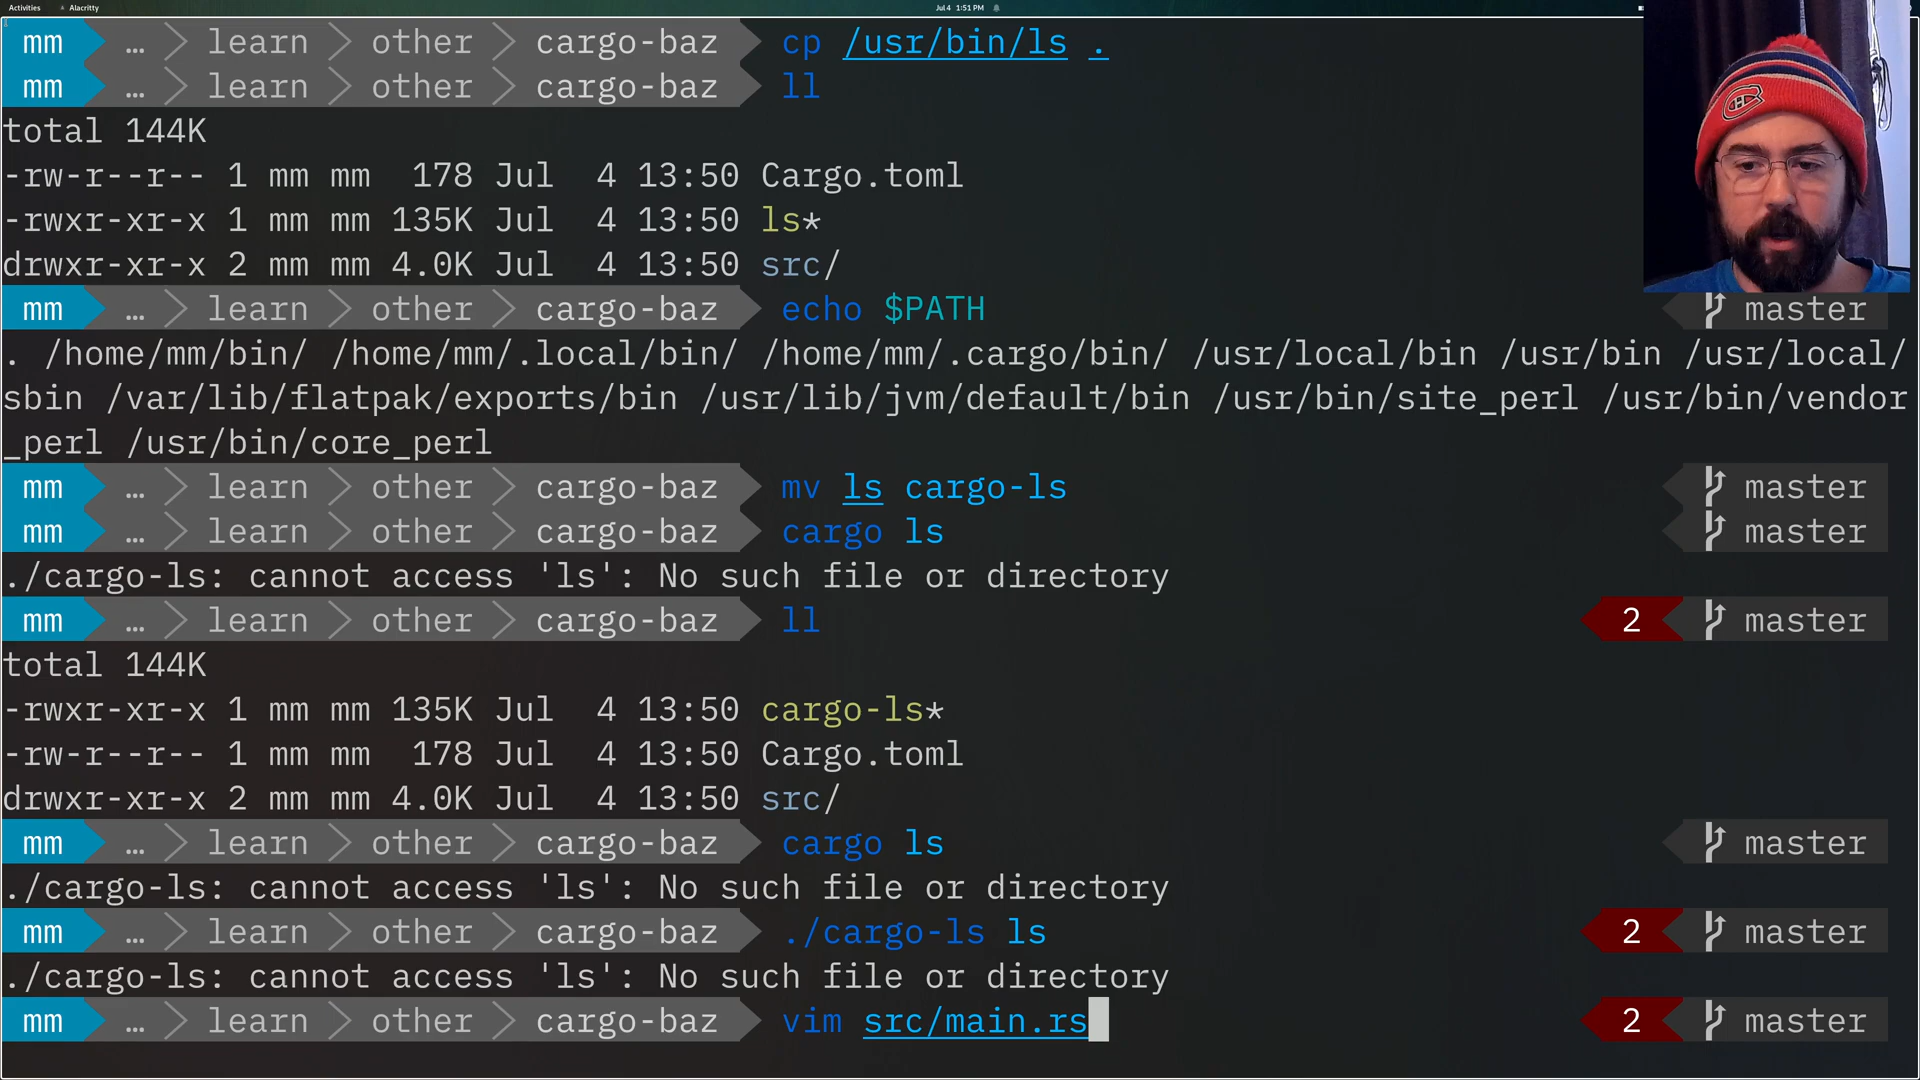 Activities Alacritty Jul 4 1:51 PM
mm … learn other cargo-baz cp /usr/bin/ls .
mm … learn other cargo-baz ll
total 144K
-rw-r--r-- 1 mm mm 178 Jul 4 13:50 Cargo.toml
-rwxr-xr-x 1 mm mm 135K Jul 4 13:50 ls*
drwxr-xr-x 2 mm mm 4.0K Jul 4 13:50 src/
mm … learn other cargo-baz echo $PATH master
. /home/mm/bin/ /home/mm/.local/bin/ /home/mm/.cargo/bin/ /usr/local/bin /usr/bin /usr/local/
sbin /var/lib/flatpak/exports/bin /usr/lib/jvm/default/bin /usr/bin/site_perl /usr/bin/vendor
_perl /usr/bin/core_perl
mm … learn other cargo-baz mv ls cargo-ls master
mm … learn other cargo-baz cargo ls master
./cargo-ls: cannot access 'ls': No such file or directory
mm … learn other cargo-baz ll 2 master
total 144K
-rwxr-xr-x 1 mm mm 135K Jul 4 13:50 cargo-ls*
-rw-r--r-- 1 mm mm 178 Jul 4 13:50 Cargo.toml
drwxr-xr-x 2 mm mm 4.0K Jul 4 13:50 src/
mm … learn other cargo-baz cargo ls master
./cargo-ls: cannot access 'ls': No such file or directory
mm … learn other cargo-baz ./cargo-ls ls 2 master
./cargo-ls: cannot access 'ls': No such file or directory
mm … learn other cargo-baz vim src/main.rs 2 master